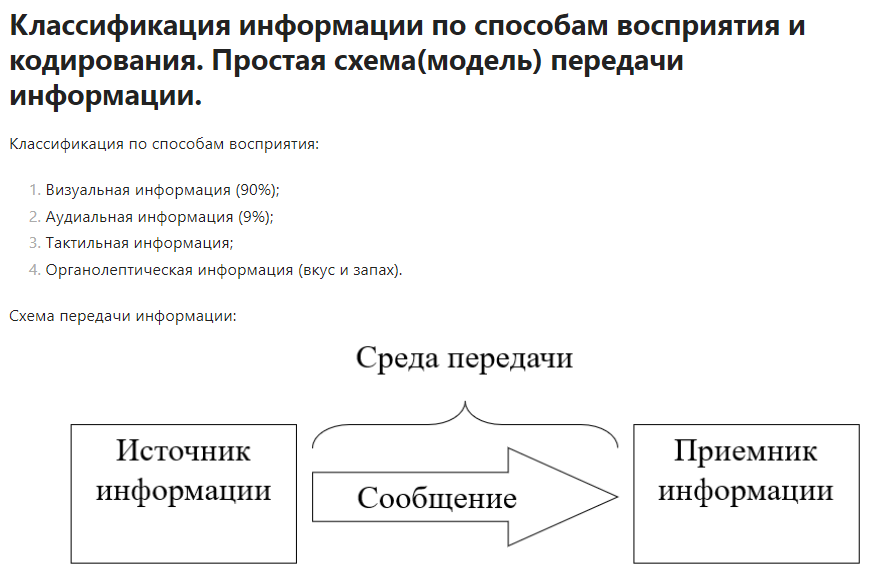 Классификация информации по способам восприятия и
кодирования. Простая схема(модель) передачи
информации.
Классификация по способам восприятия:
1. Визуальная информация (90%);
2. Аудиальная информация (9%);
3. Тактильная информация;
4. Органолептическая информация (вкус и запах).
Схема передачи информации:
Среда передачи
Источник
информации
Сообщение
Приемник
информации